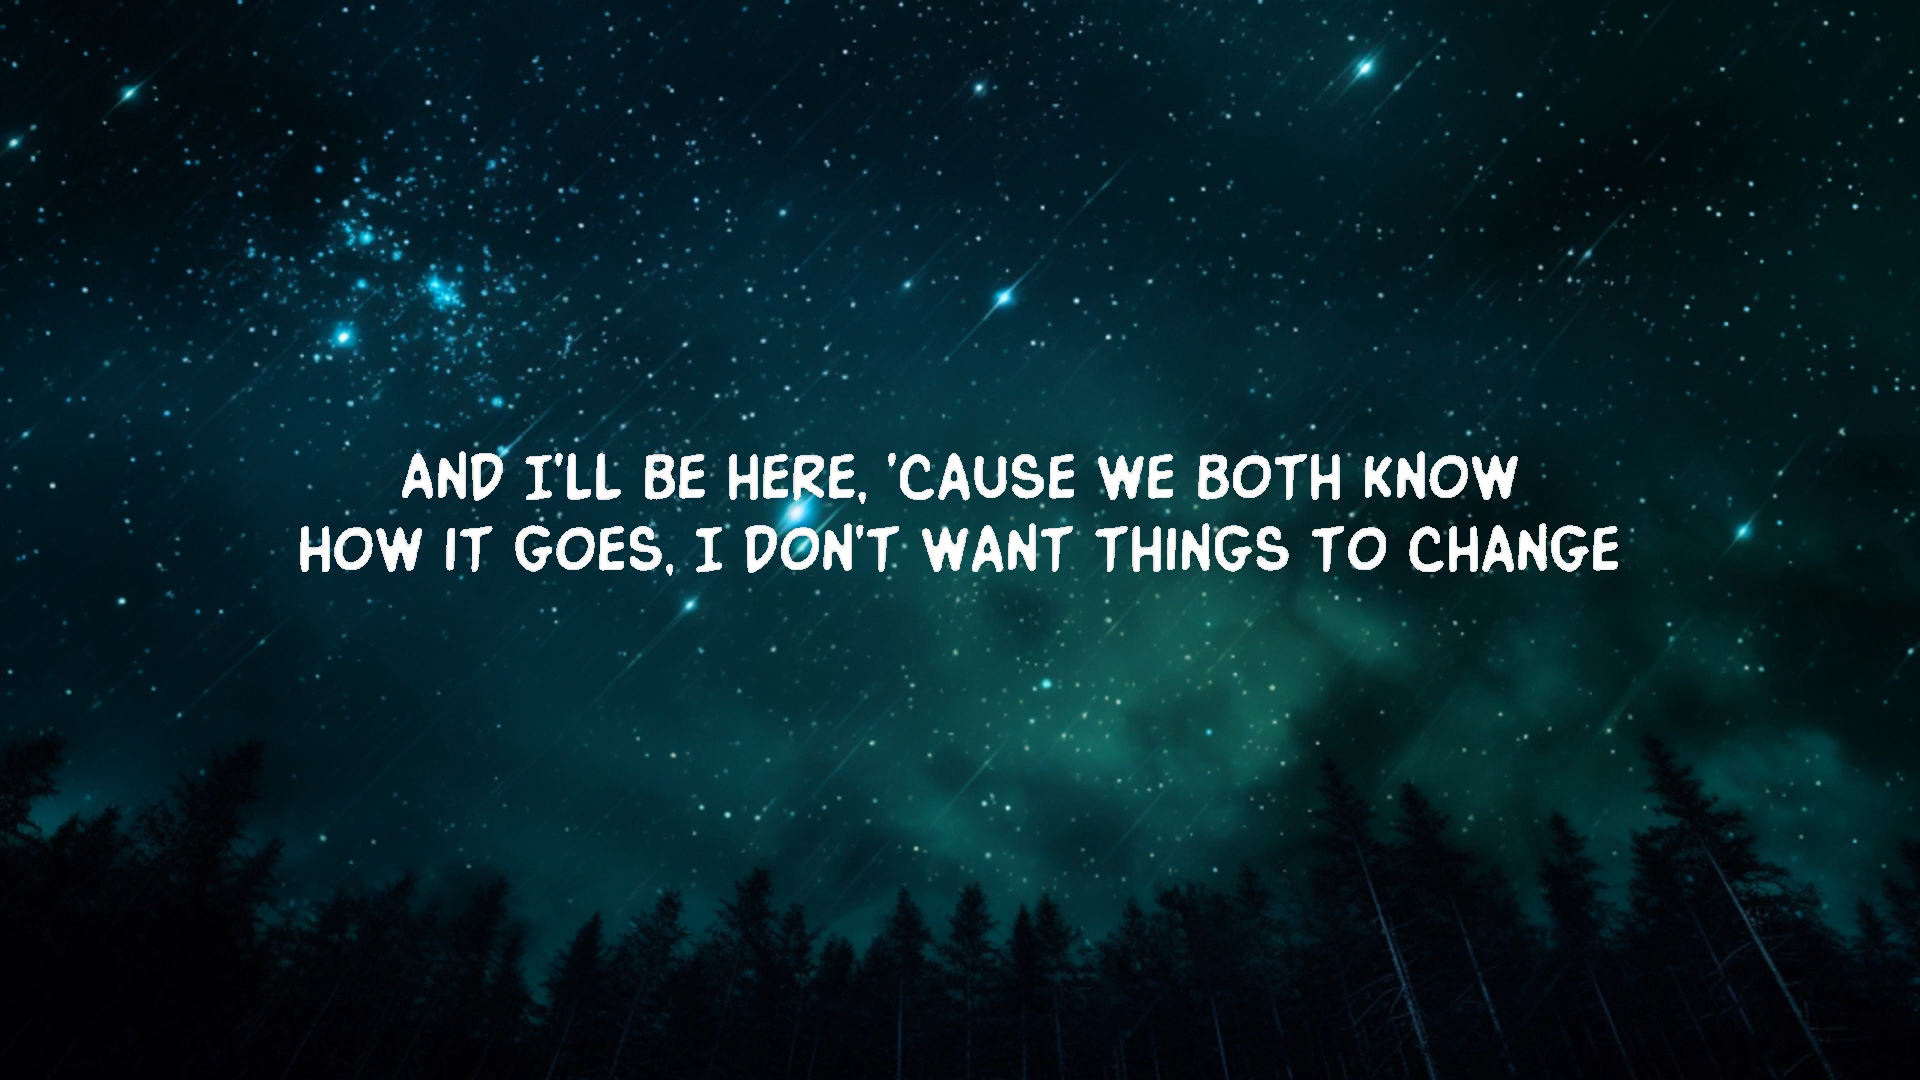 AND I'LL BE HERE, 'CAUSE WE BOTH KNOW
HOW IT GOES, I DON'T WANT THINGS TO CHANGE